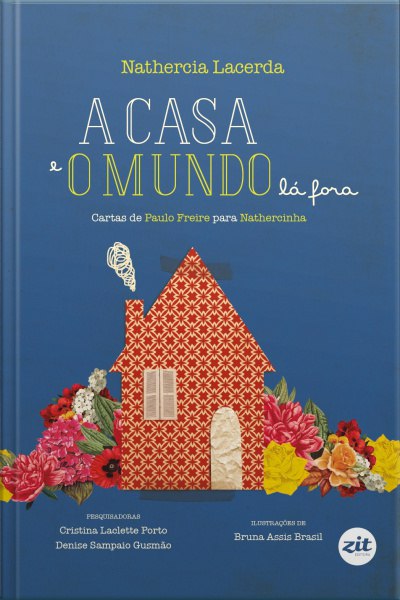 Nathercia Lacerda
A CASA
e O MUNDO lá fora
Cartas de Paulo Freire para Nathercinha
PESQUISADORAS
Cristina Laclette Porto
Denise Sampaio Gusmão
ILUSTRAÇÕES DE
Bruna Assis Brasil
zit
EDITORA